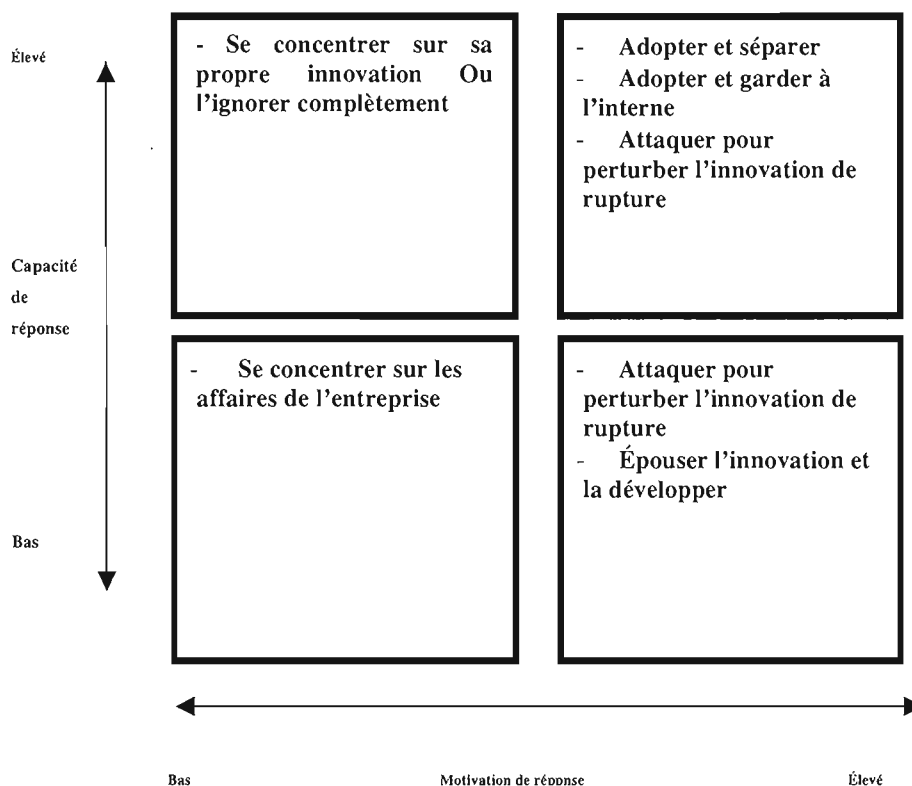 Élevé
- Se concentrer sur sa
propre innovation Ou
l'ignorer complètement
- Adopter et séparer
- Adopter et garder à
l'interne
- Attaquer pour
perturber l'innovation de
rupture
Capacité
de
réponse
- Se concentrer sur les
affaires de l'entreprise
- Attaquer pour
perturber l'innovation de
rupture
- Épouser l'innovation et
la développer
Bas
Bas
Motivation de réponse
Élevé